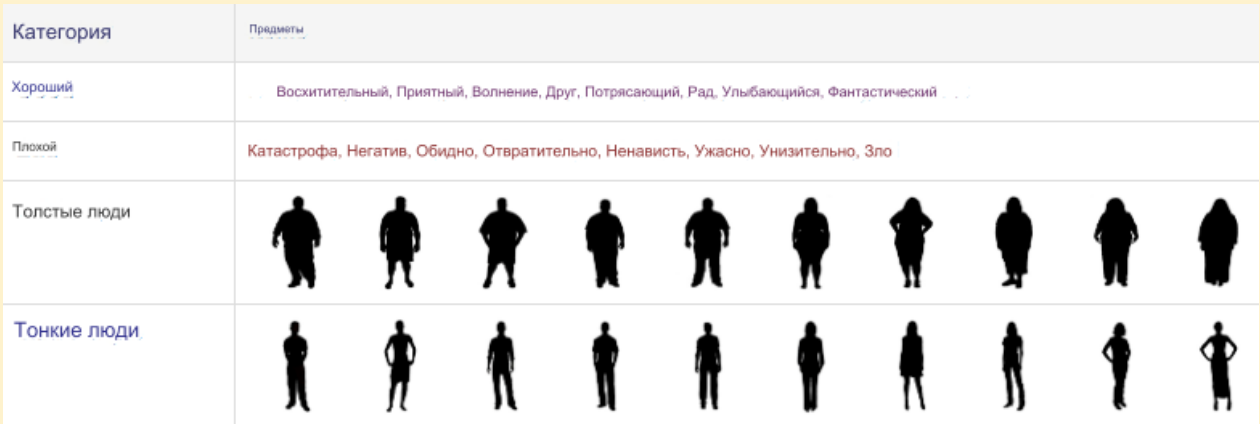 Категория
Предметы
Хороший
Восхитительный, Приятный, Волнение, Друг, Потрясающий, Рад, Улыбающийся, Фантастический
Плохой
Катастрофа, Негатив, Обидно, Отвратительно, Ненависть, Ужасно, Унизительно, Зло
Толстые люди
Тонкие люди